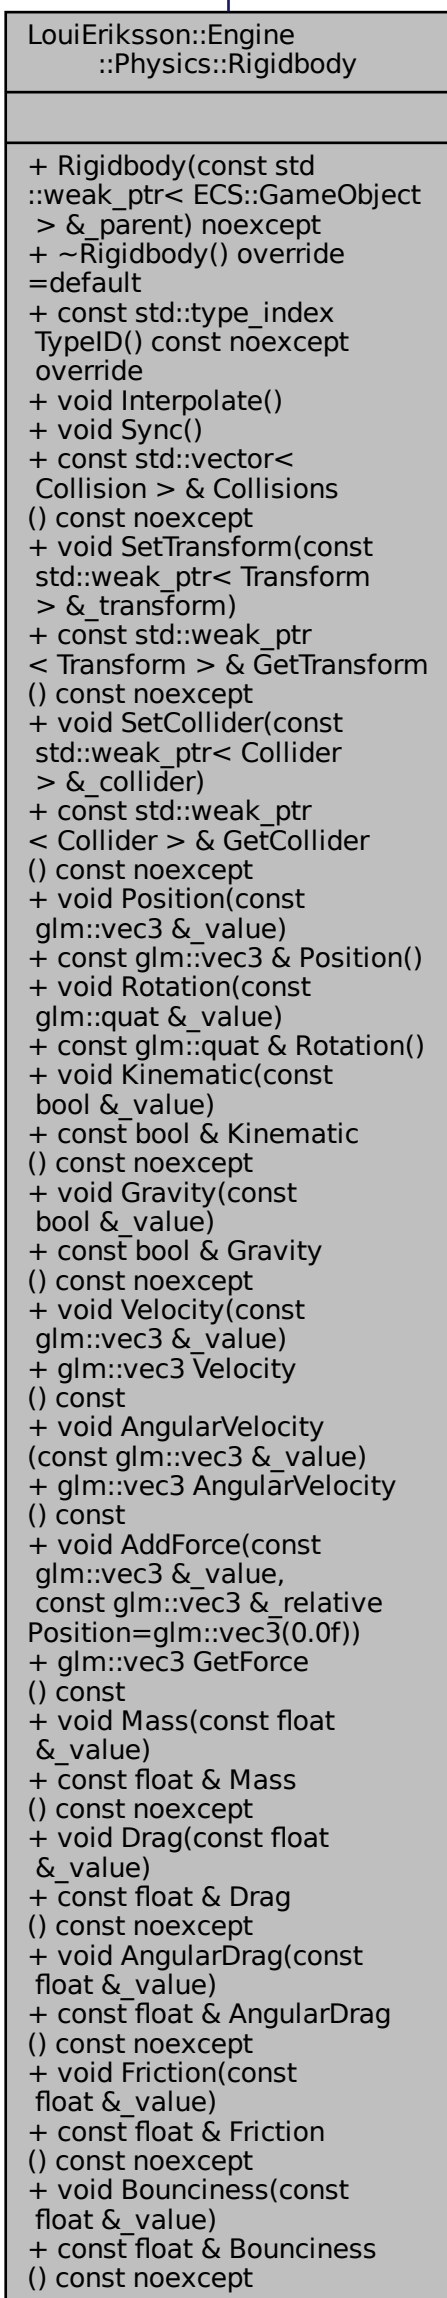 LouiEriksson::Engine
::Physics::Rigidbody
+ Rigidbody(const std
::weak_ptr< ECS::GameObject
> &_parent) noexcept
+ ~Rigidbody() override
=default
+ const std::type_index
TypeID() const noexcept
override
+ void Interpolate()
+ void Sync()
+ const std::vector<
Collision > & Collisions
() const noexcept
+ void SetTransform(const
std::weak_ptr< Transform
> &_transform)
+ const std::weak_ptr
< Transform > & GetTransform
() const noexcept
+ void SetCollider(const
std::weak_ptr< Collider
> &_collider)
+ const std::weak_ptr
< Collider > & GetCollider
() const noexcept
+ void Position(const
glm::vec3 &_value)
+ const glm::vec3 & Position()
+ void Rotation(const
glm::quat &_value)
+ const glm::quat & Rotation()
+ void Kinematic(const
bool &_value)
+ const bool & Kinematic
() const noexcept
+ void Gravity(const
bool &_value)
+ const bool & Gravity
() const noexcept
+ void Velocity(const
glm::vec3 &_value)
+ glm::vec3 Velocity
() const
+ void AngularVelocity
(const glm::vec3 &_value)
+ glm::vec3 AngularVelocity
() const
+ void AddForce(const
glm::vec3 &_value,
const glm::vec3 &_relative
Position=glm::vec3(0.0f))
+ glm::vec3 GetForce
() const
+ void Mass(const float
&_value)
+ const float & Mass
() const noexcept
+ void Drag(const float
&_value)
+ const float & Drag
() const noexcept
+ void AngularDrag(const
float &_value)
+ const float & AngularDrag
() const noexcept
+ void Friction(const
float &_value)
+ const float & Friction
() const noexcept
+ void Bounciness(const
float &_value)
+ const float & Bounciness
() const noexcept